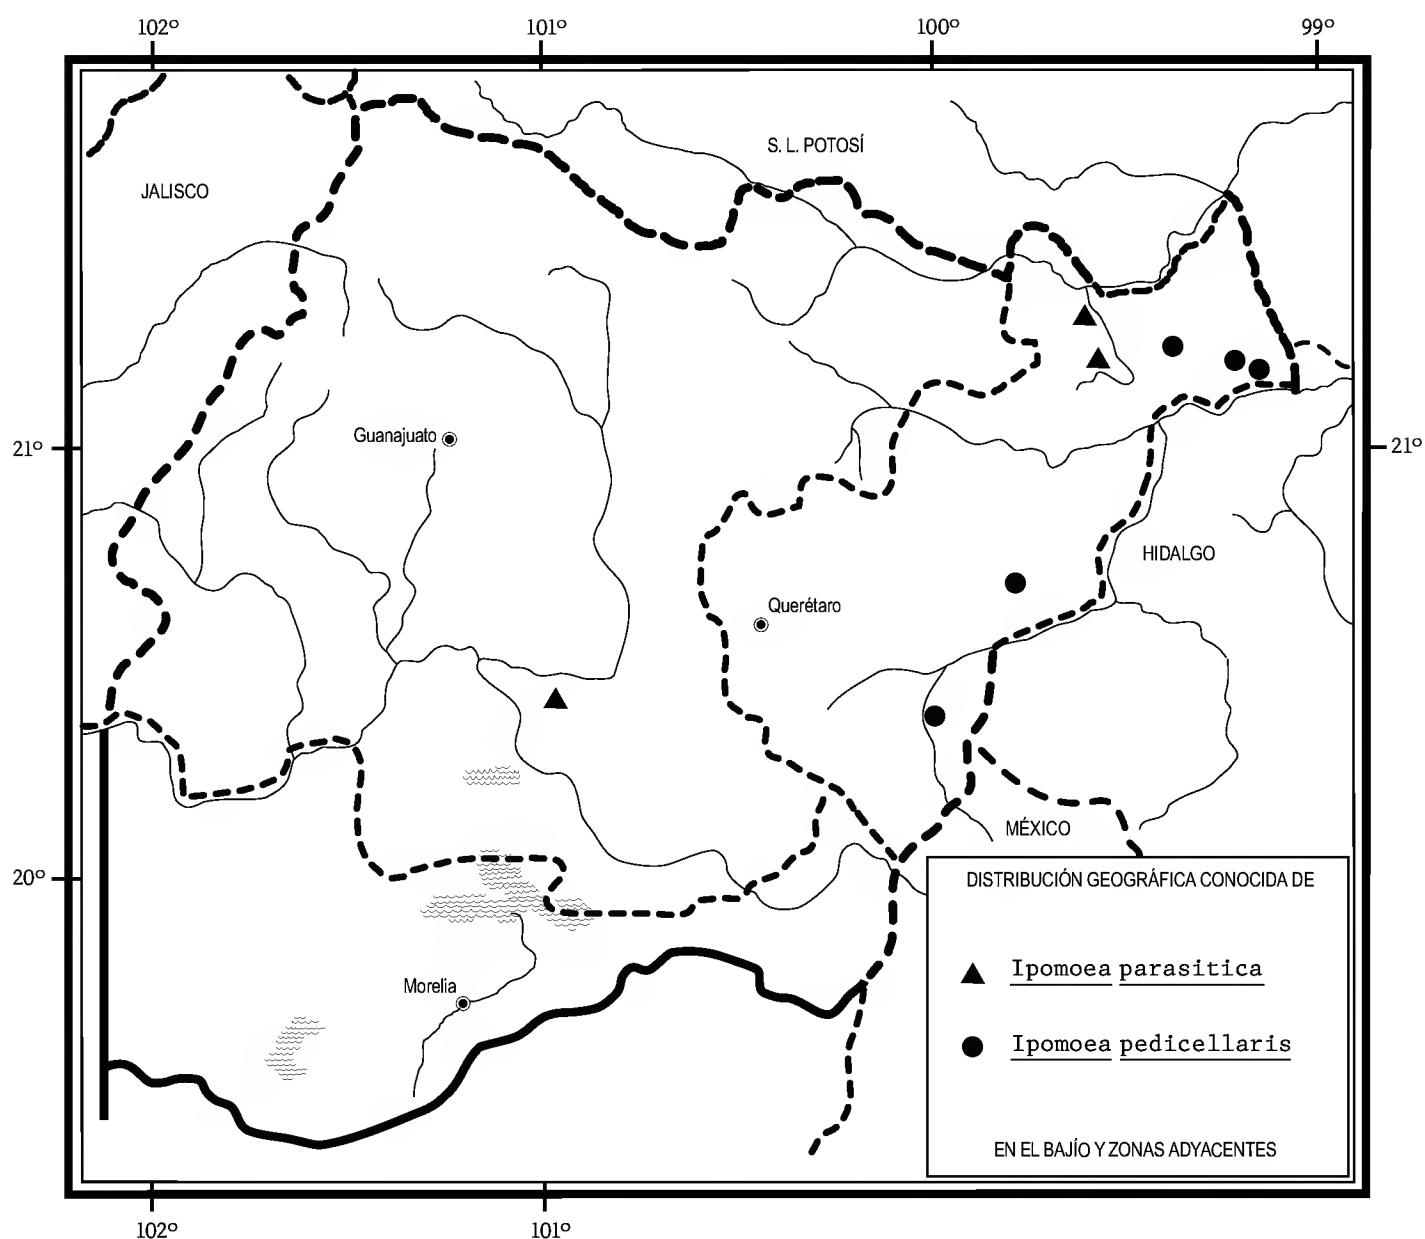 102° 101° 100° 99°
S. L. POTOSÍ
JALISCO
Guanajuato
21° 21°
HIDALGO
Querétaro
MÉXICO
20°
DISTRIBUCIÓN GEOGRÁFICA CONOCIDA DE
Ipomoea parasitica
Morelia
Ipomoea pedicellaris
EN EL BAJÍO Y ZONAS ADYACENTES
102° 101°